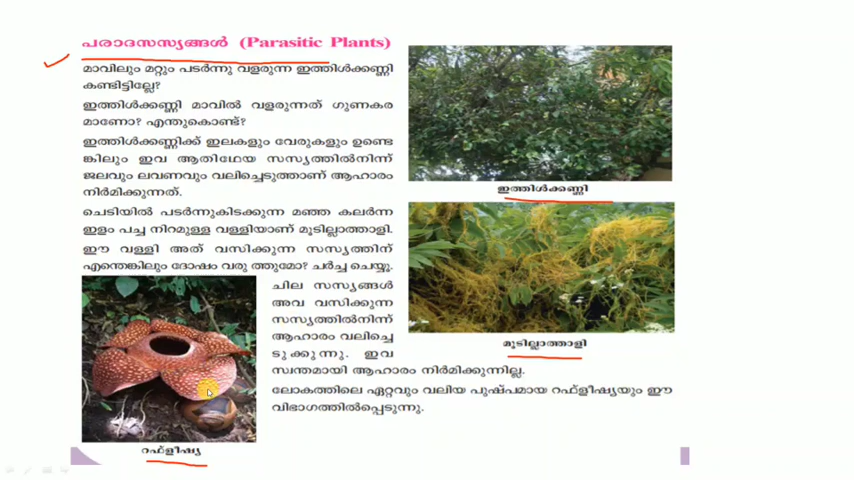 പരാദസസ്യങ്ങൾ (Parasitic Plants)
മാവിലും മറ്റും പടർന്നു വളരുന്ന ഇത്തിൾക്കണ്ണി
കണ്ടിട്ടില്ലേ?
ഇത്തിൾക്കണ്ണി മാവിൽ വളരുന്നത് ഗുണകര
മാണോ? എന്തുകൊണ്ട്?
ഇത്തിൾക്കണ്ണിക്ക് ഇലകളും വേരുകളും ഉണ്ടെ
ങ്കിലും ഇവ ആതിഥേയ സസ്യത്തിൽനിന്ന്
ജലവും ലവണവും വലിച്ചെടുത്താണ് ആഹാരം
നിർമിക്കുന്നത്.
ചെടിയിൽ പടർന്നുകിടക്കുന്ന മഞ്ഞ കലർന്ന
ഇളം പച്ച നിറമുള്ള വള്ളിയാണ് മൂടില്ലാത്താളി.
ഈ വള്ളി അത് വസിക്കുന്ന സസ്യത്തിന്
എന്തെങ്കിലും ദോഷം വരു ത്തുമോ? ചർച്ച ചെയ്യൂ.
ചില സസ്യങ്ങൾ
അവ വസിക്കുന്ന
സസ്യത്തിൽനിന്ന്
ആഹാരം വലിച്ചെ
ടുക്കുന്നു. ഇവ
സ്വന്തമായി ആഹാരം നിർമിക്കുന്നില്ല.
ലോകത്തിലെ ഏറ്റവും വലിയ പുഷ്പമായ റഫ്ളീഷ്യയും ഈ
വിഭാഗത്തിൽപ്പെടുന്നു.
ഇത്തിൾക്കണ്ണി
മൂടില്ലാത്താളി
റഫ്ളീഷ്യ